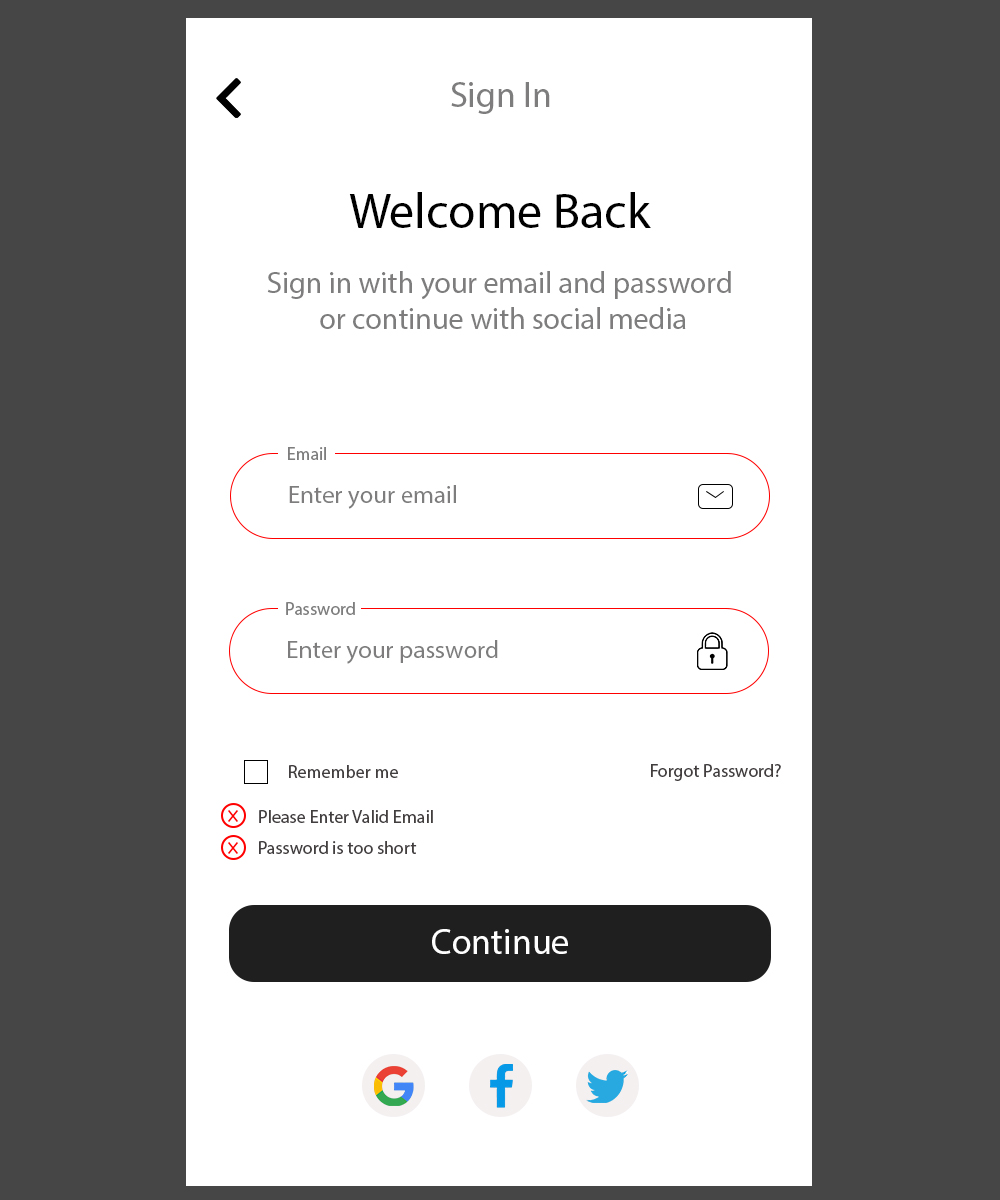 Sign In
Welcome Back
Sign in with your email and password
or continue with social media
Email
Enter your email
Password
Enter your password
Remember me
Forgot Password?
Please Enter Valid Email
Password is too short
Continue